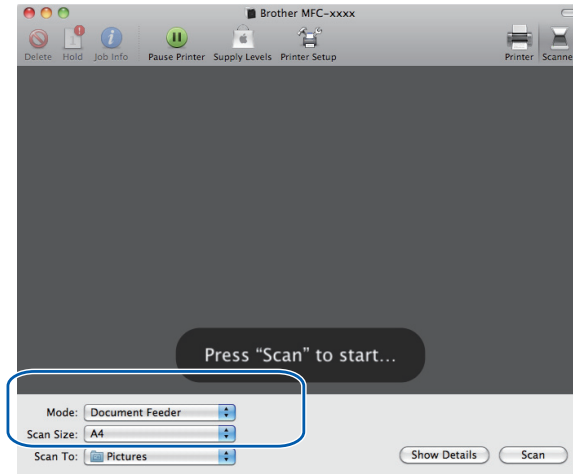 Brother MFC-xxxx
Delete Hold Job Info Pause Printer Supply Levels Printer Setup Printer Scanne
Press “Scan” to start...
Mode: Document Feeder
Scan Size: A4
Scan To: Pictures Show Details Scan